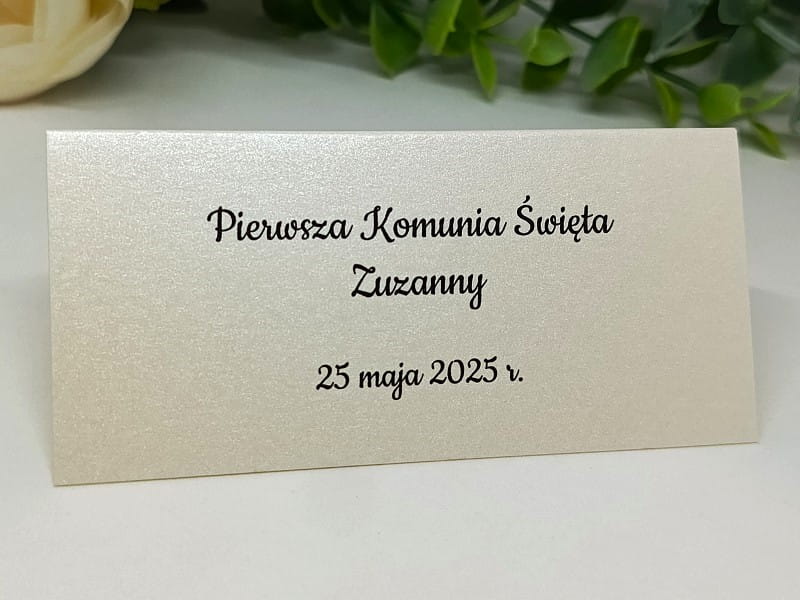 Pierwsza Komunia Święta
Zuzanny
25 maja 2025 r.